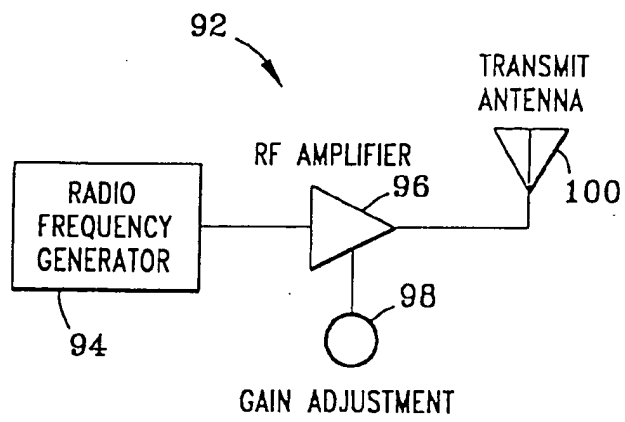 92
TRANSMIT
ANTENNA
RF AMPLIFIER
96
100
RADIO
FREQUENCY
GENERATOR
94
98
GAIN ADJUSTMENT